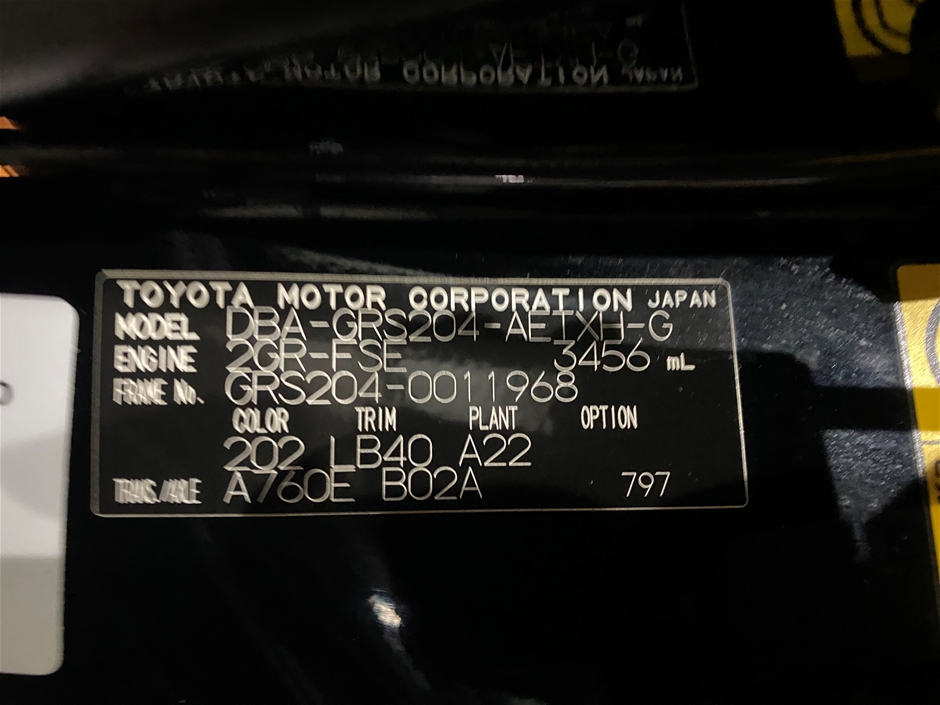 TOYOTA MOTOR CORPORATION JAPAN
MODEL DBA-GRS204-AETXH-G
ENGINE 2GR-FSE 3456 mL
FRAME No. GRS204-0011968
COLOR TRIM PLANT OPTION
202 LB40 A22
TRANS./AXLE A760E B02A 797